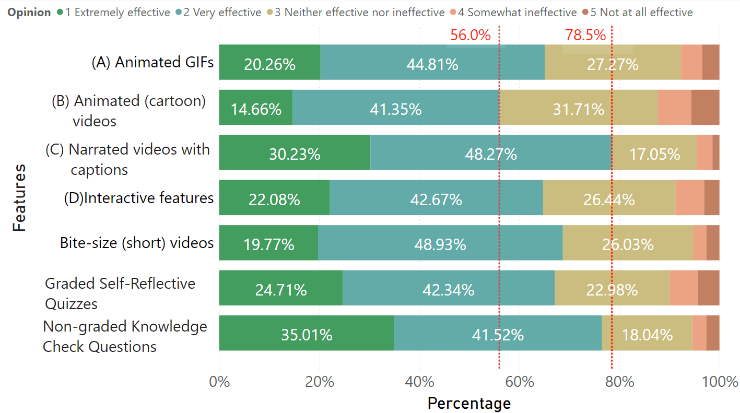 Opinion 1 Extremely effective 2 Very effective 3 Neither effective nor ineffective 4 Somewhat ineffective 5 Not at all effective
56.0% 78.5%
(A) Animated GIFs 20.26% 44.81% 27.27%
(B) Animated (cartoon)
videos
14.66% 41.35% 31.71%
(C) Narrated videos with
captions
30.23% 48.27% 17.05%
(D)Interactive features 22.08% 42.67% 26.44%
Bite-size (short) videos 19.77% 48.93% 26.03%
Graded Self-Reflective
Quizzes
24.71% 42.34% 22.98%
Non-graded Knowledge
Check Questions
35.01% 41.52% 18.04%
Features
0% 20% 40% 60% 80% 100%
Percentage